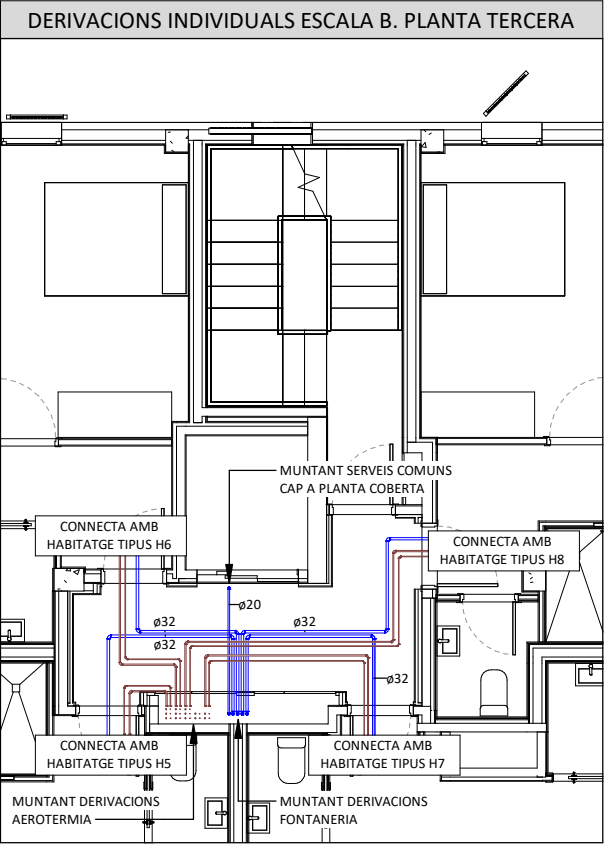 DERIVACIONS INDIVIDUALS ESCALA B. PLANTA TERCERA
MUNTANT SERVEIS COMUNS
CAP A PLANTA COBERTA
CONNECTA AMB
HABITATGE TIPUS H6
CONNECTA AMB
HABITATGE TIPUS H8
ø20
ø32
ø32
ø32
ø32
CONNECTA AMB
HABITATGE TIPUS H5
CONNECTA AMB
HABITATGE TIPUS H7
MUNTANT DERIVACIONS
AEROTERMIA
MUNTANT DERIVACIONS
FONTANERIA